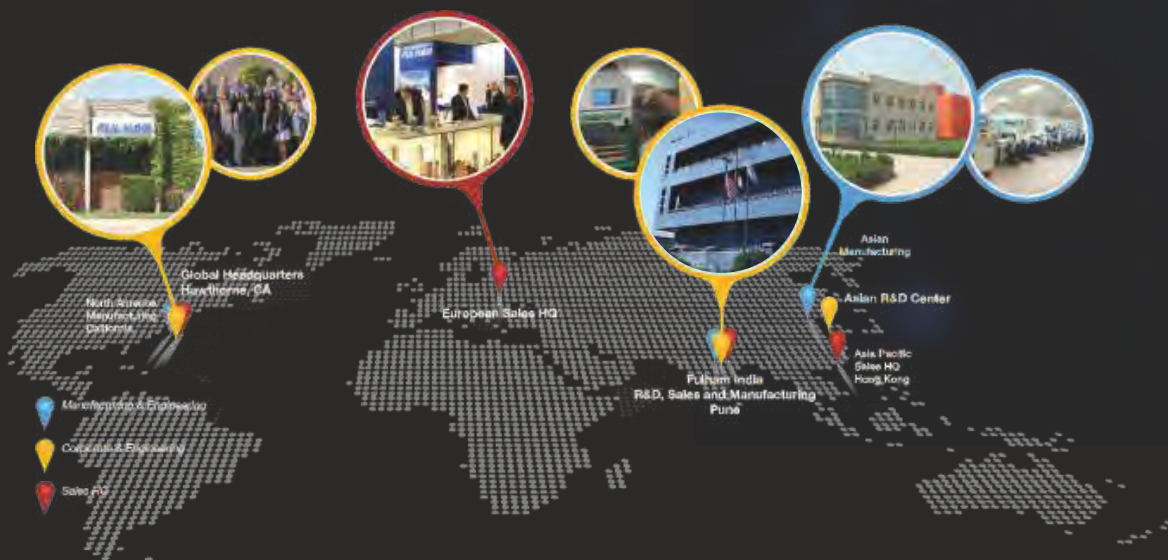 FULHAM
Global Headquarters
Hawthorne, CA
North America
Manufacturing
California
European Sales HQ
Fulham India
R&D, Sales and Manufacturing
Pune
Asian
Manufacturing
Asian R&D Center
Asia Pacific
Sales HQ
Hong Kong
Manufacturing & Engineering
Corporate & Engineering
Sales HQ